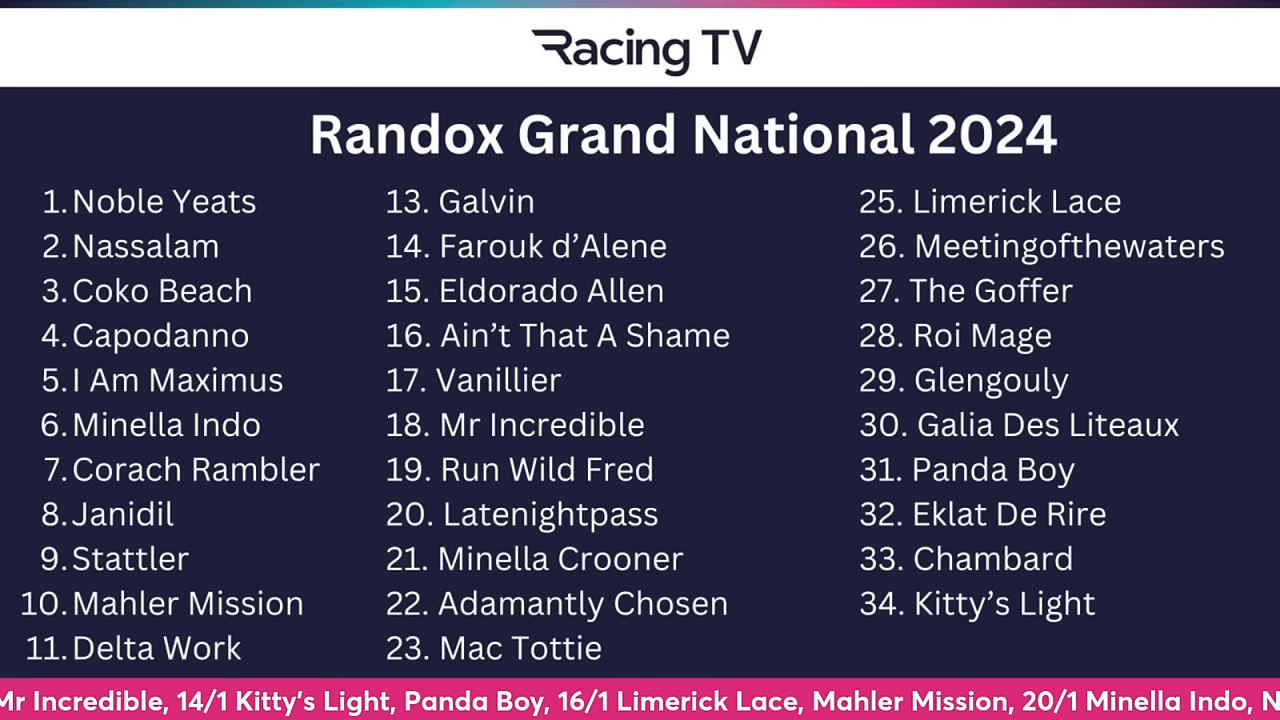 Racing TV
Randox Grand National 2024
1. Noble Yeats
2. Nassalam
3. Coko Beach
4. Capodanno
5. I Am Maximus
6. Minella Indo
7. Corach Rambler
8. Janidil
9. Stattler
10. Mahler Mission
11. Delta Work
13. Galvin
14. Farouk d’Alene
15. Eldorado Allen
16. Ain’t That A Shame
17. Vanillier
18. Mr Incredible
19. Run Wild Fred
20. Latenightpass
21. Minella Crooner
22. Adamantly Chosen
23. Mac Tottie
25. Limerick Lace
26. Meetingofthewaters
27. The Goffer
28. Roi Mage
29. Glengouly
30. Galia Des Liteaux
31. Panda Boy
32. Eklat De Rire
33. Chambard
34. Kitty’s Light
Mr Incredible, 14/1 Kitty’s Light, Panda Boy, 16/1 Limerick Lace, Mahler Mission, 20/1 Minella Indo, N